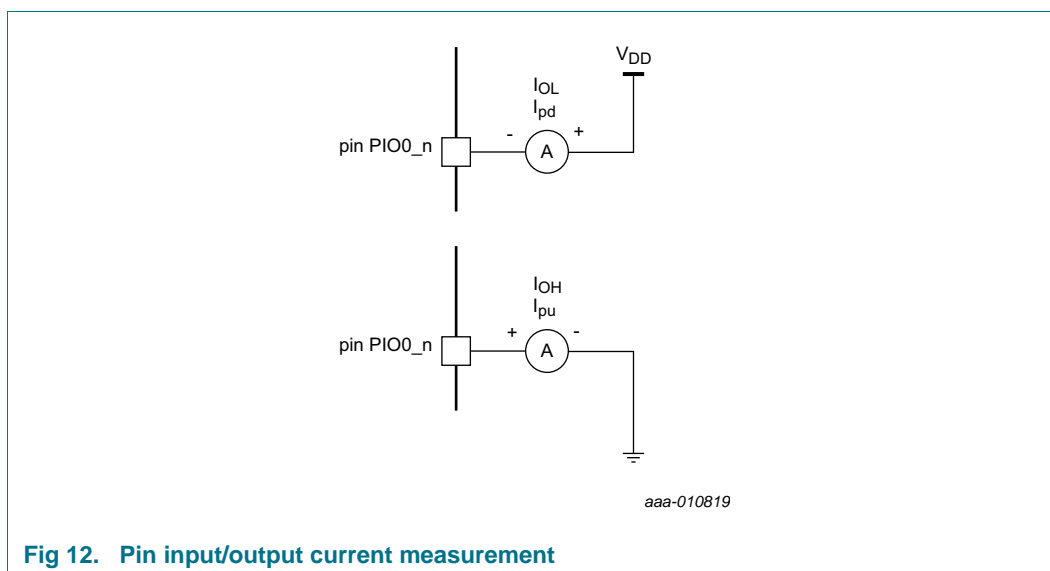 V_DD
I_OL
I_pd
pin PIO0_n - A +
I_OH
I_pu
pin PIO0_n + A -
aaa-010819
Fig 12. Pin input/output current measurement